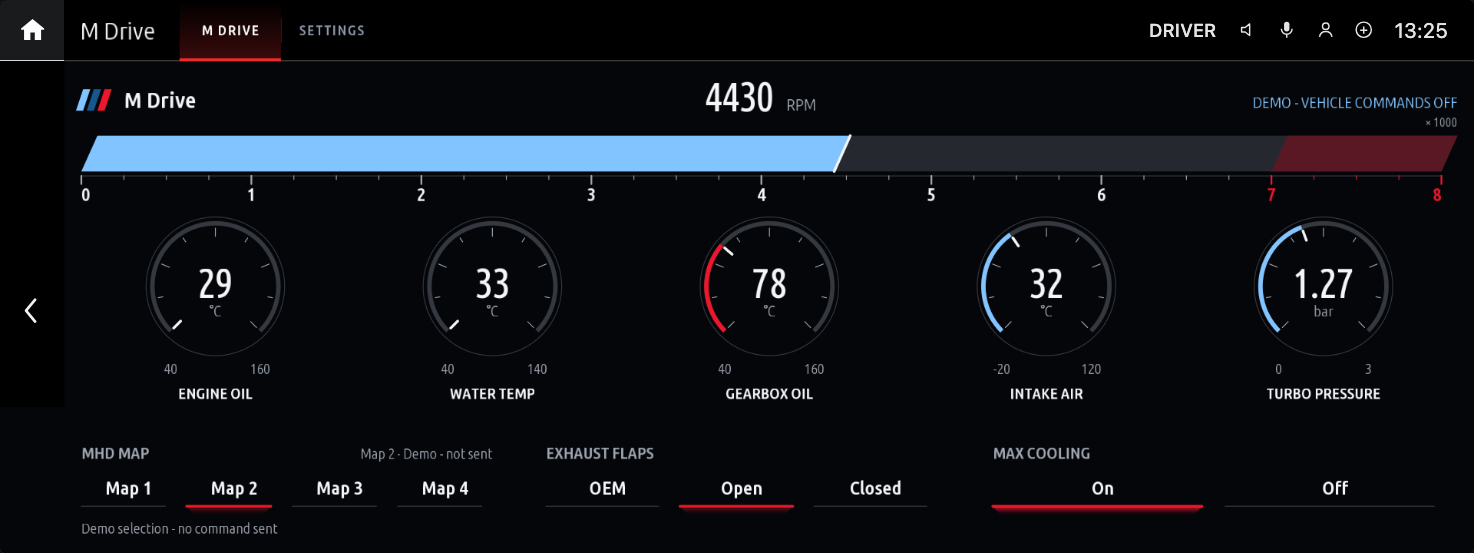 M Drive
M DRIVE
SETTINGS
DRIVER
13:25
M Drive
4430 RPM
DEMO - VEHICLE COMMANDS OFF
× 1000
0 1 2 3 4 5 6 7 8
29 33 78 32 1.27
°C °C °C °C bar
40 160 40 140 40 160 -20 120 0 3
ENGINE OIL WATER TEMP GEARBOX OIL INTAKE AIR TURBO PRESSURE
MHD MAP
Map 2 · Demo - not sent
EXHAUST FLAPS
MAX COOLING
Map 1 Map 2 Map 3 Map 4
OEM Open Closed
On Off
Demo selection - no command sent